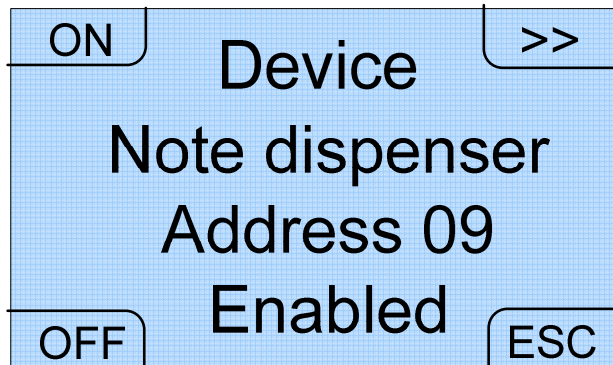 ON
>>
Device
Note dispenser
Address 09
Enabled
OFF
ESC